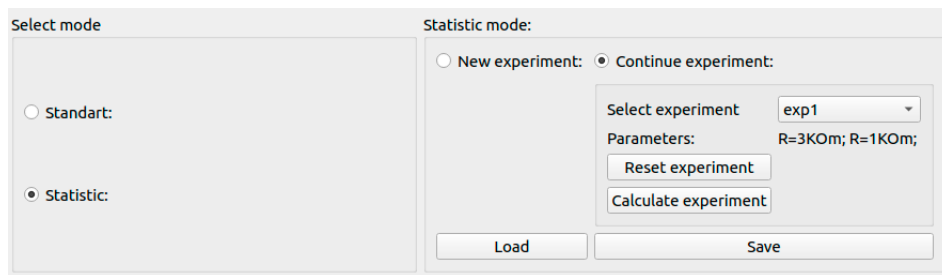 Select mode
Standart:
Statistic:
Statistic mode:
New experiment:
Continue experiment:
Select experiment exp1
Parameters: R=3KOm; R=1KOm;
Reset experiment
Calculate experiment
Load
Save